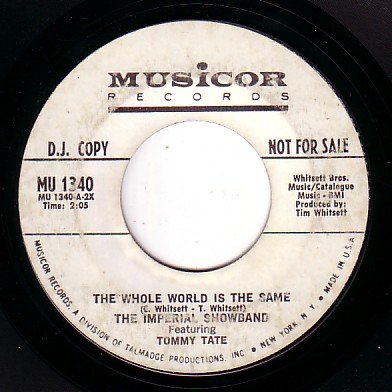 MUSICOR
RECORDS
D.J. COPY
NOT FOR SALE
MU 1340
MU 1340-A-2X
Time: 2:05
Whitsett Bros.
Music/Catalogue
Music - BMI
Produced by:
Tim Whitsett
THE WHOLE WORLD IS THE SAME
(C. Whitsett - T. Whitsett)
THE IMPERIAL SHOWBAND
Featuring
TOMMY TATE
MUSICOR RECORDS, A DIVISION OF TALMADGE PRODUCTIONS, INC. • NEW YORK, N.Y. • MADE IN U.S.A.